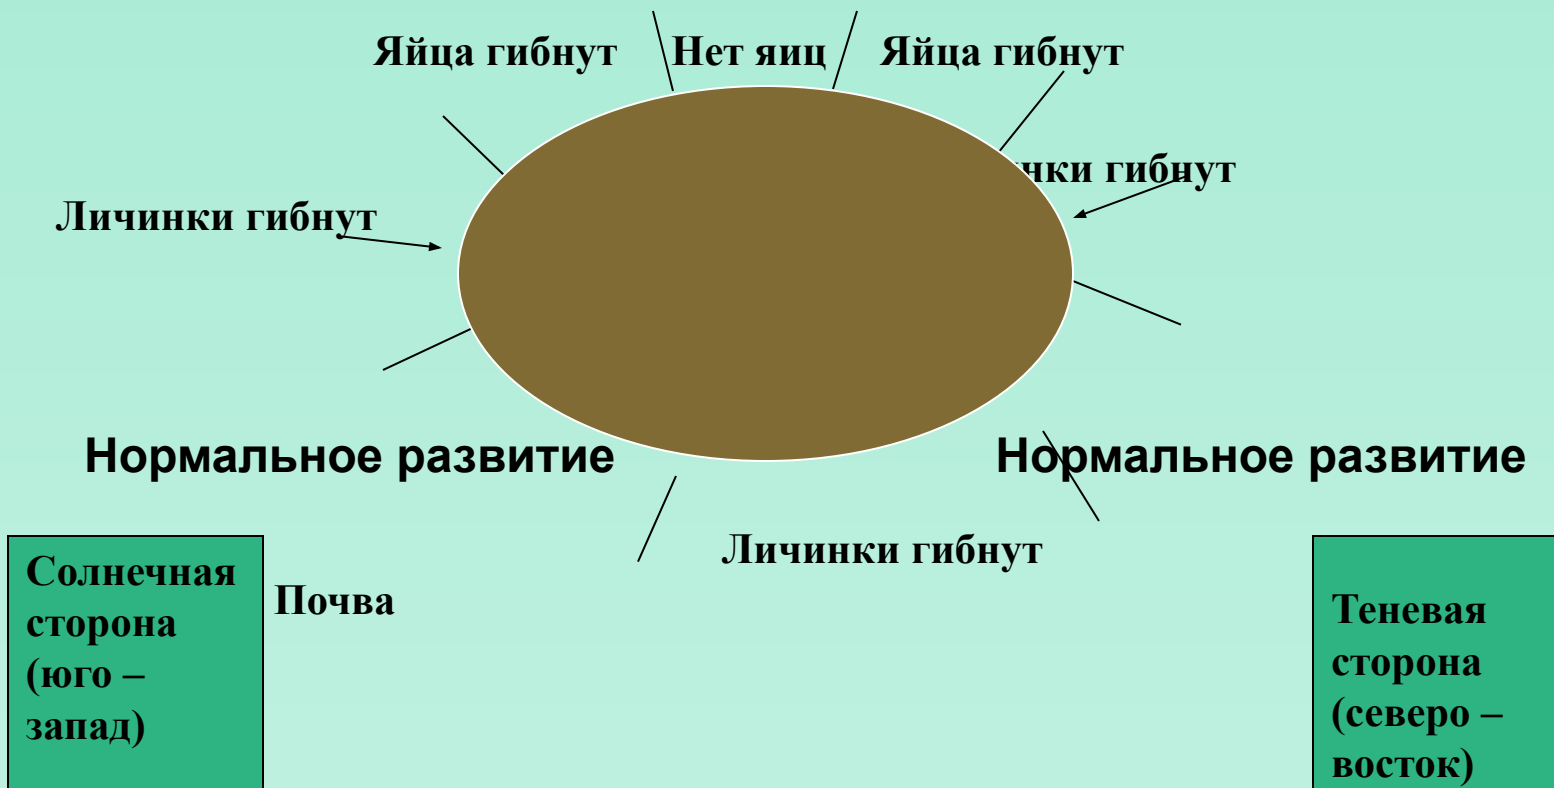 Яйца гибнут
Нет яиц
Яйца гибнут
гибнут
Личинки гибнут
Нормальное развитие
Нормальное развитие
Личинки гибнут
Солнечная
сторона
(юго –
запад)
Почва
Теневая
сторона
(северо –
восток)